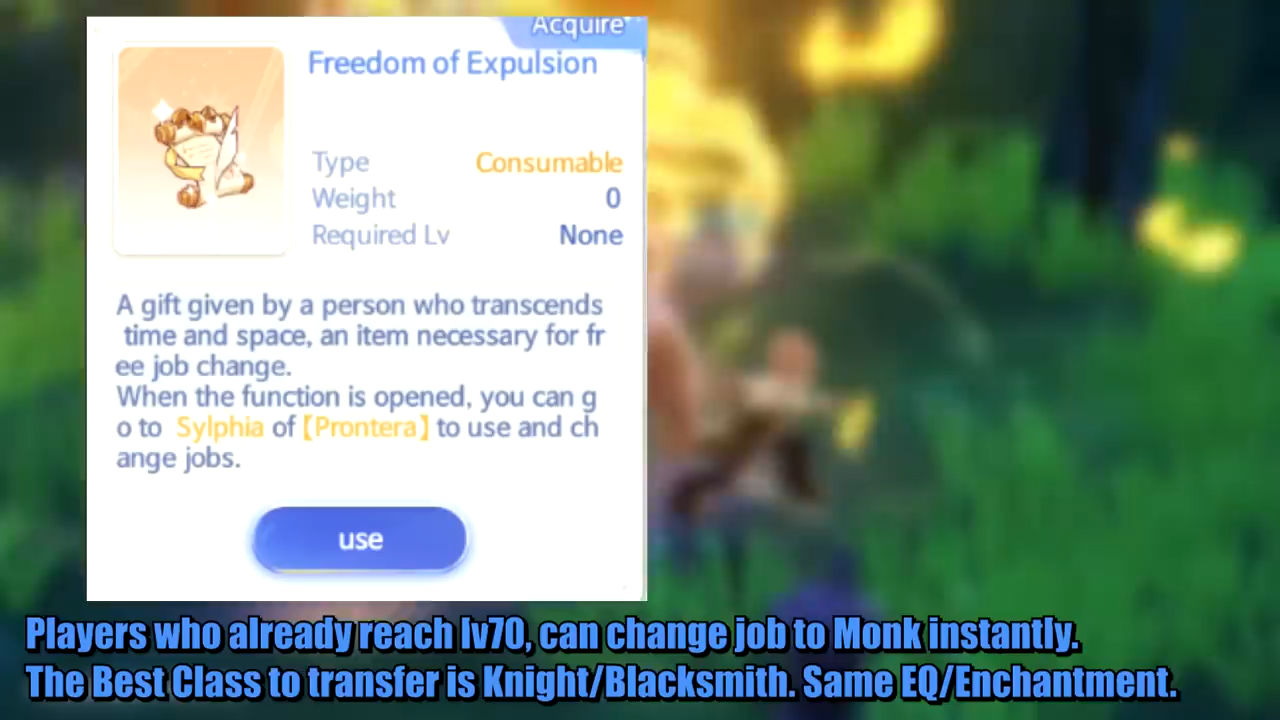 Acquire
Freedom of Expulsion
Type Consumable
Weight 0
Required Lv None
A gift given by a person who transcends
time and space, an item necessary for fr
ee job change.
When the function is opened, you can g
o to Sylphia of【Prontera】to use and ch
ange jobs.
use
Players who already reach lv70, can change job to Monk instantly.
The Best Class to transfer is Knight/Blacksmith. Same EQ/Enchantment.